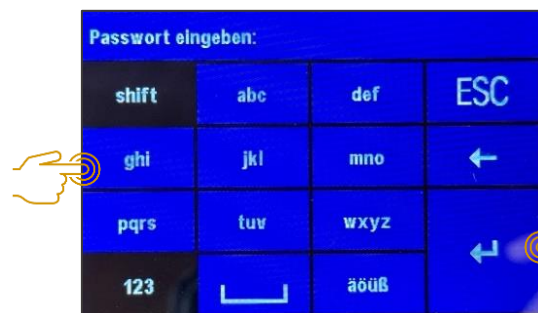 Passwort eingeben:
shift abc def ESC
ghi jkl mno
pqrs tuv wxyz
123 äöüß